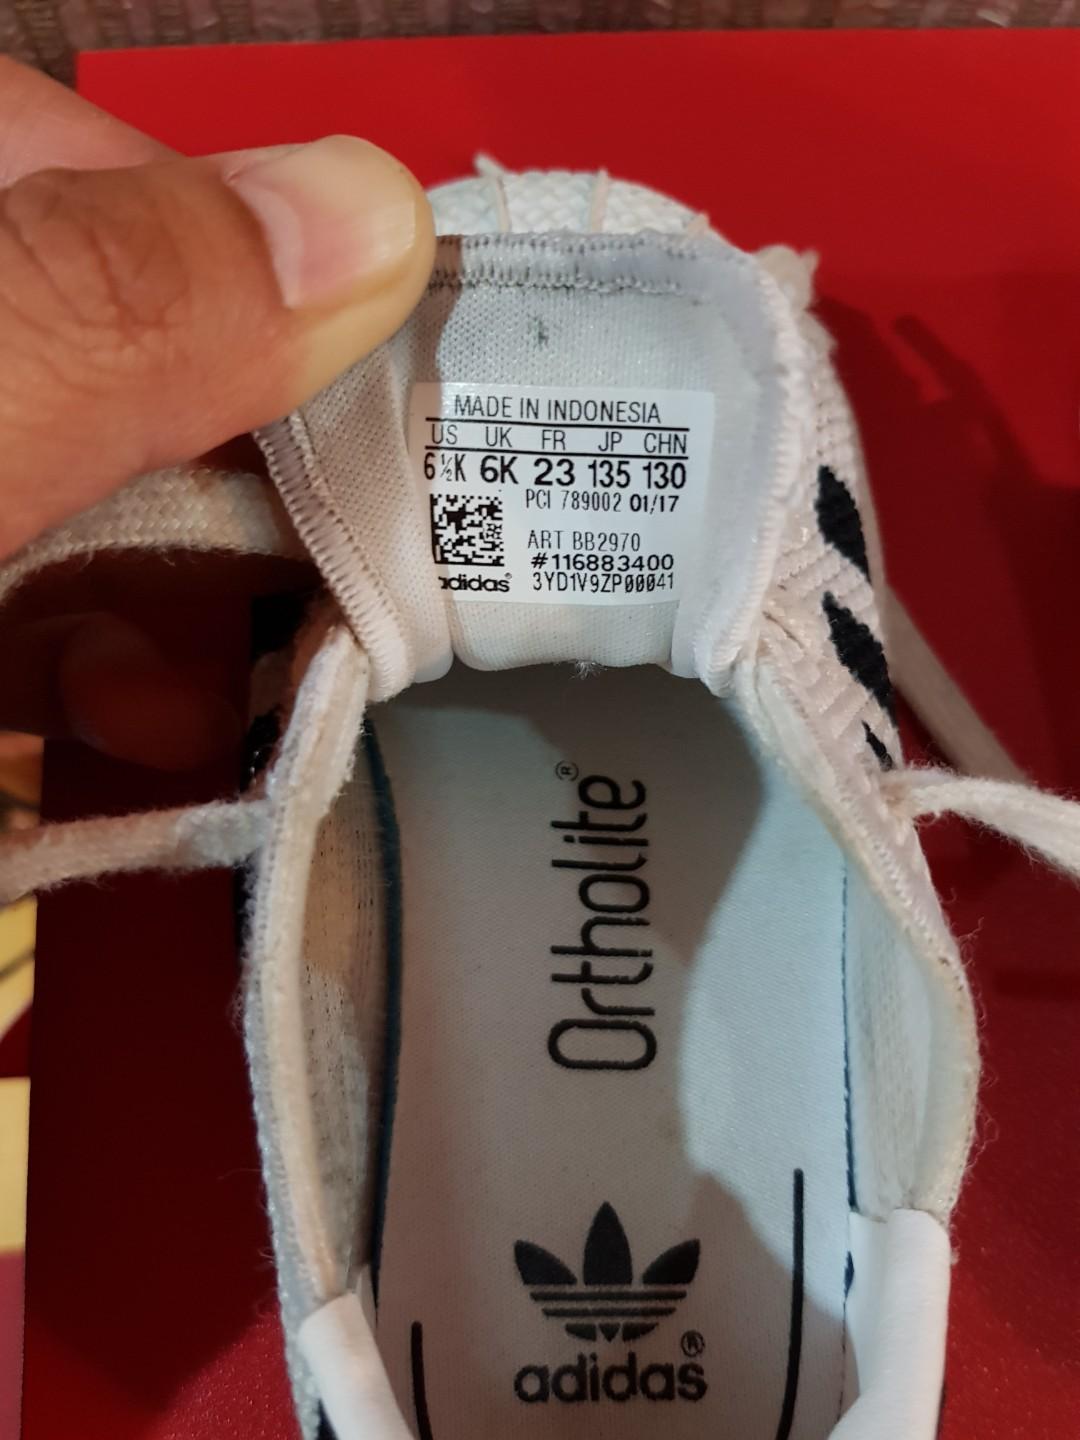 MADE IN INDONESIA
US UK FR JP CHN
6½K 6K 23 135 130
PCI 789002 01/17
ART BB2970
#116883400
adidas® 3YD1V9ZP00041
Ortholite®
adidas®